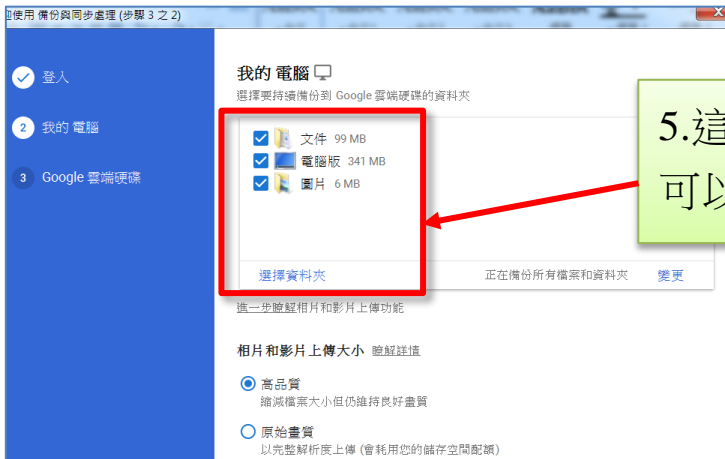 使用 備份與同步處理 (步驟 3 之 2)
登入
2 我的 電腦
3 Google 雲端硬碟
我的 電腦
選擇要持續備份到 Google 雲端硬碟的資料夾
文件 99 MB
電腦版 341 MB
圖片 6 MB
選擇資料夾
正在備份所有檔案和資料夾 變更
進一步瞭解相片和影片上傳功能
相片和影片上傳大小 瞭解詳情
高品質
縮減檔案大小但仍維持良好畫質
原始畫質
以完整解析度上傳 (會耗用您的儲存空間配額)
5.這
可以